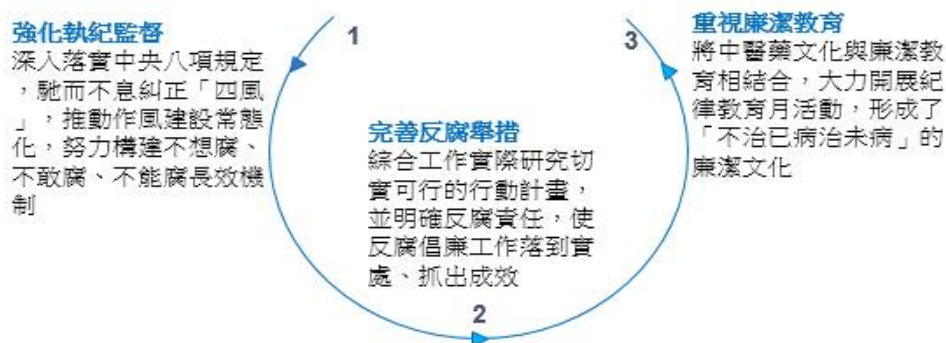 強化執紀監督
深入落實中央八項規定
，馳而不息糾正「四風
」，推動作風建設常態
化，努力構建不想腐、
不敢腐、不能腐長效機
制
1
完善反腐舉措
綜合工作實際研究切
實可行的行動計畫，
並明確反腐責任，使
反腐倡廉工作落到實
處、抓出成效
2
3
重視廉潔教育
將中醫藥文化與廉潔教
育相結合，大力開展紀
律教育月活動，形成了
「不治已病治未病」的
廉潔文化